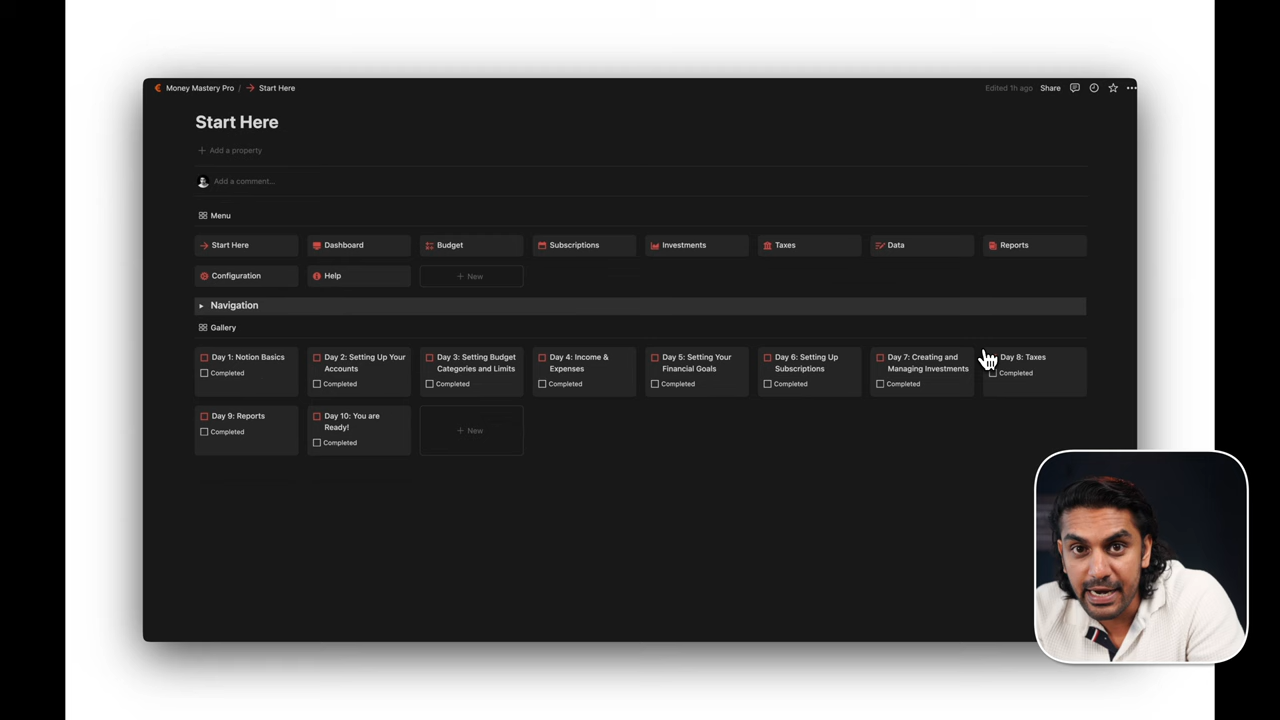 Money Mastery Pro / Start Here
Edited 1h ago Share
Start Here
Add a property
Add a comment...
Menu
Start Here Dashboard Budget Subscriptions Investments Taxes Data Reports
Configuration Help + New
Navigation
Gallery
Day 1: Notion Basics
Completed
Day 2: Setting Up Your
Accounts
Completed
Day 3: Setting Budget
Categories and Limits
Completed
Day 4: Income &
Expenses
Completed
Day 5: Setting Your
Financial Goals
Completed
Day 6: Setting Up
Subscriptions
Completed
Day 7: Creating and
Managing Investments
Completed
Day 8: Taxes
Completed
Day 9: Reports
Completed
Day 10: You are
Ready!
Completed
+ New